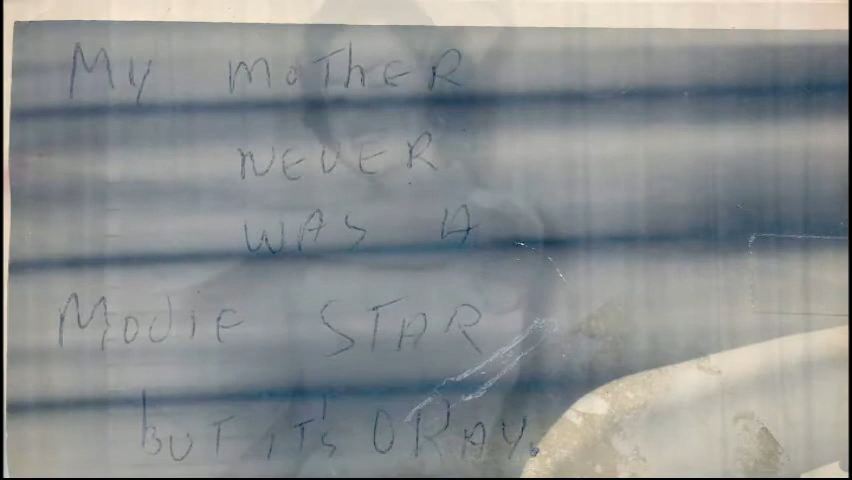 My moTher
NEVER
WAS A
MOVIE STAR
bUT IT'S OKAY.